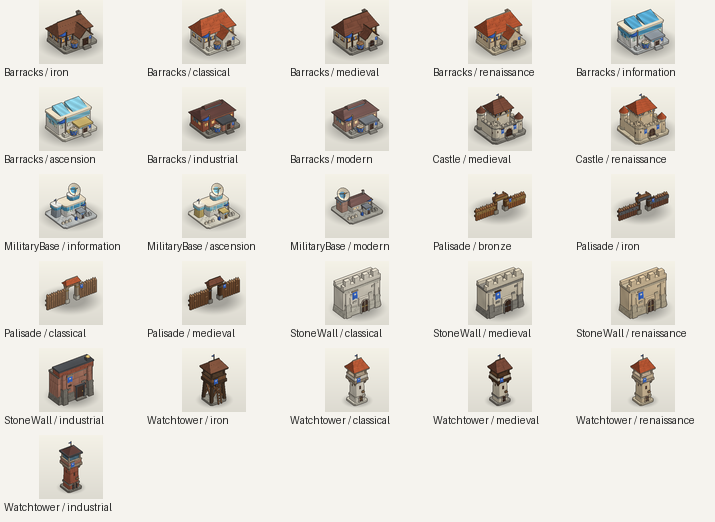 Barracks / iron
Barracks / classical
Barracks / medieval
Barracks / renaissance
Barracks / information
Barracks / ascension
Barracks / industrial
Barracks / modern
Castle / medieval
Castle / renaissance
MilitaryBase / information
MilitaryBase / ascension
MilitaryBase / modern
Palisade / bronze
Palisade / iron
Palisade / classical
Palisade / medieval
StoneWall / classical
StoneWall / medieval
StoneWall / renaissance
StoneWall / industrial
Watchtower / iron
Watchtower / classical
Watchtower / medieval
Watchtower / renaissance
Watchtower / industrial